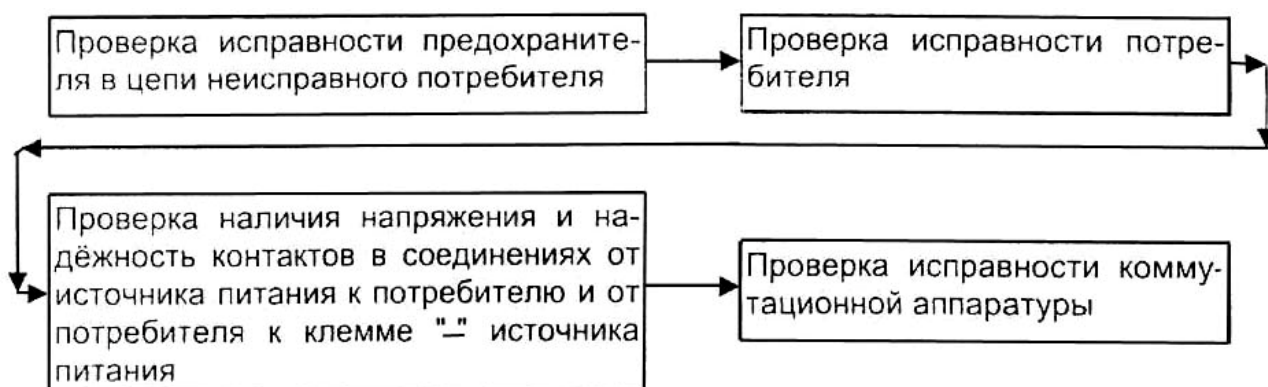 Проверка исправности предохраните-
ля в цепи неисправного потребителя
Проверка исправности потре-
бителя
Проверка наличия напряжения и на-
дёжность контактов в соединениях от
источника питания к потребителю и от
потребителя к клемме "–" источника
питания
Проверка исправности комму-
тационной аппаратуры